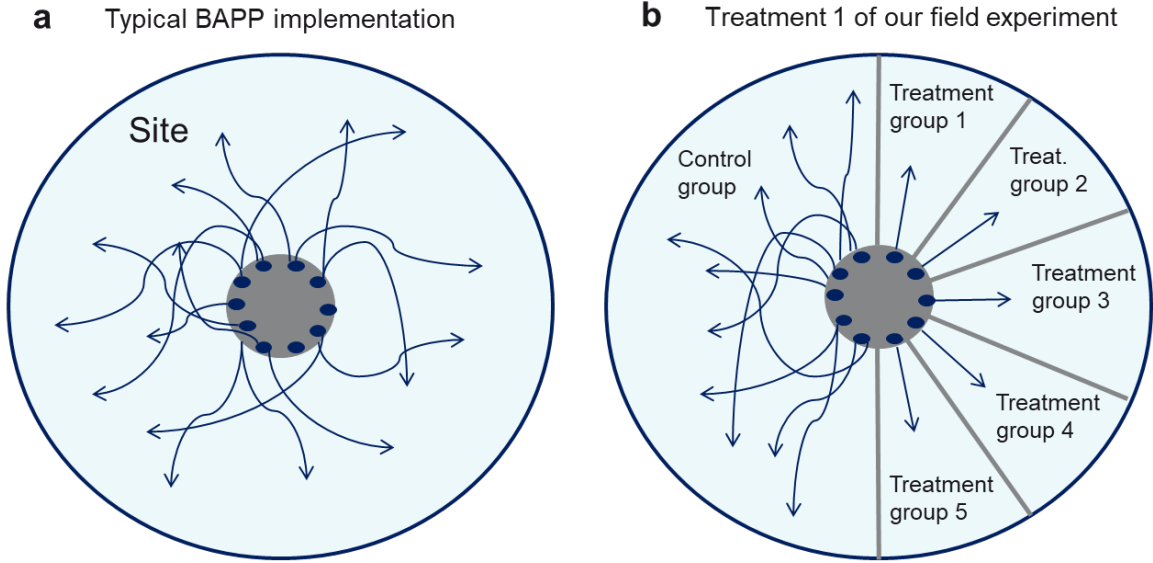 a Typical BAPP implementation
Site
b Treatment 1 of our field experiment
Control
group
Treatment
group 1
Treat.
group 2
Treatment
group 3
Treatment
group 4
Treatment
group 5